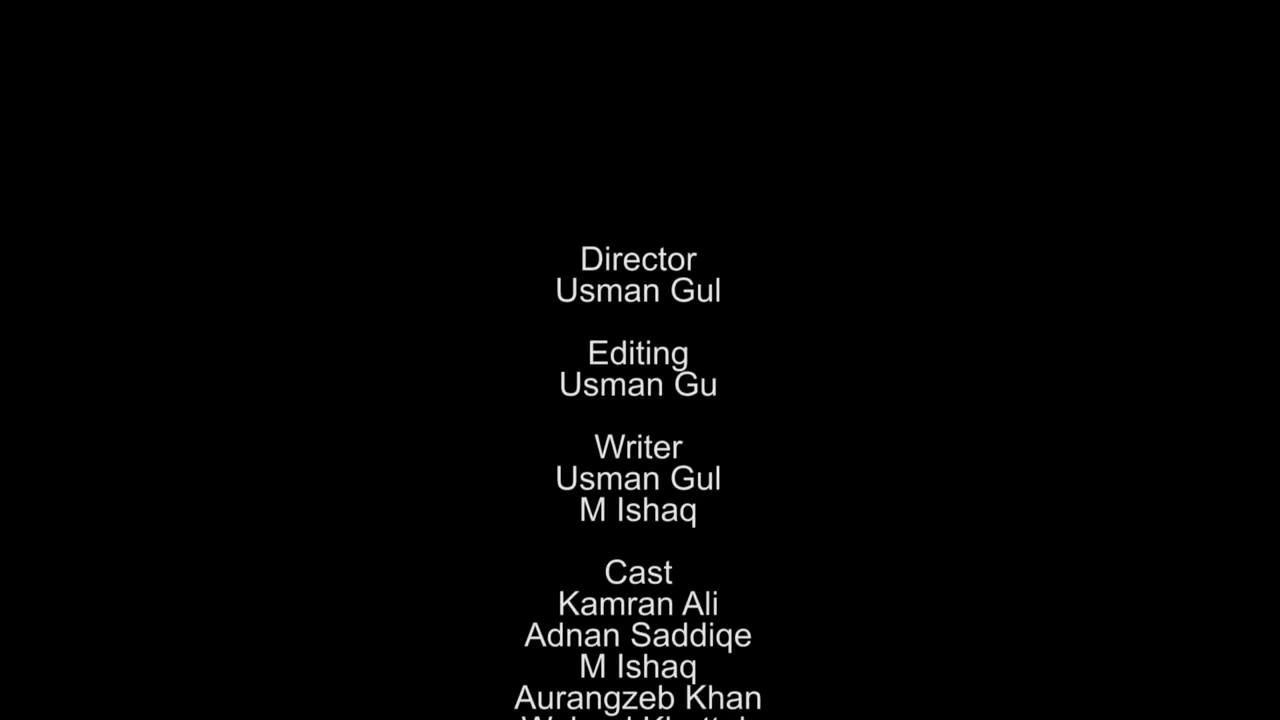 Director
Usman Gul
Editing
Usman Gu
Writer
Usman Gul
M Ishaq
Cast
Kamran Ali
Adnan Saddiqe
M Ishaq
Aurangzeb Khan